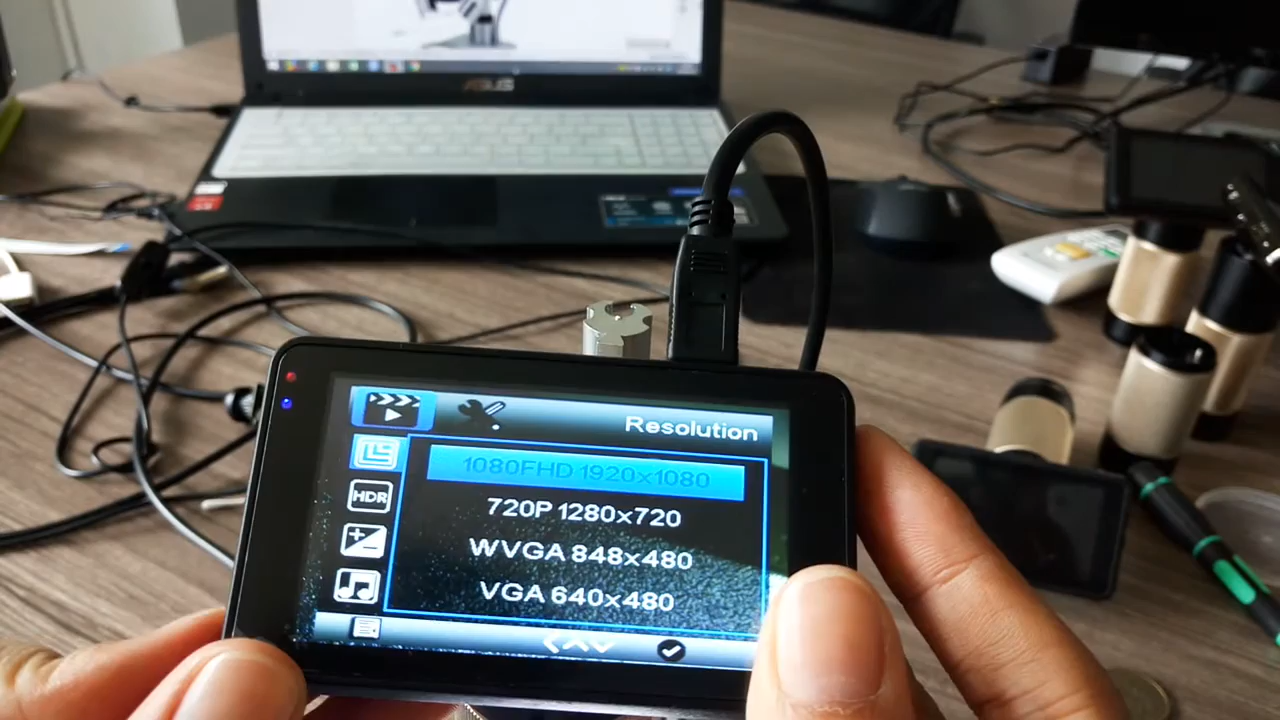 ASUS
Resolution
1080FHD 1920x1080
720P 1280x720
HDR
WVGA 848x480
VGA 640x480